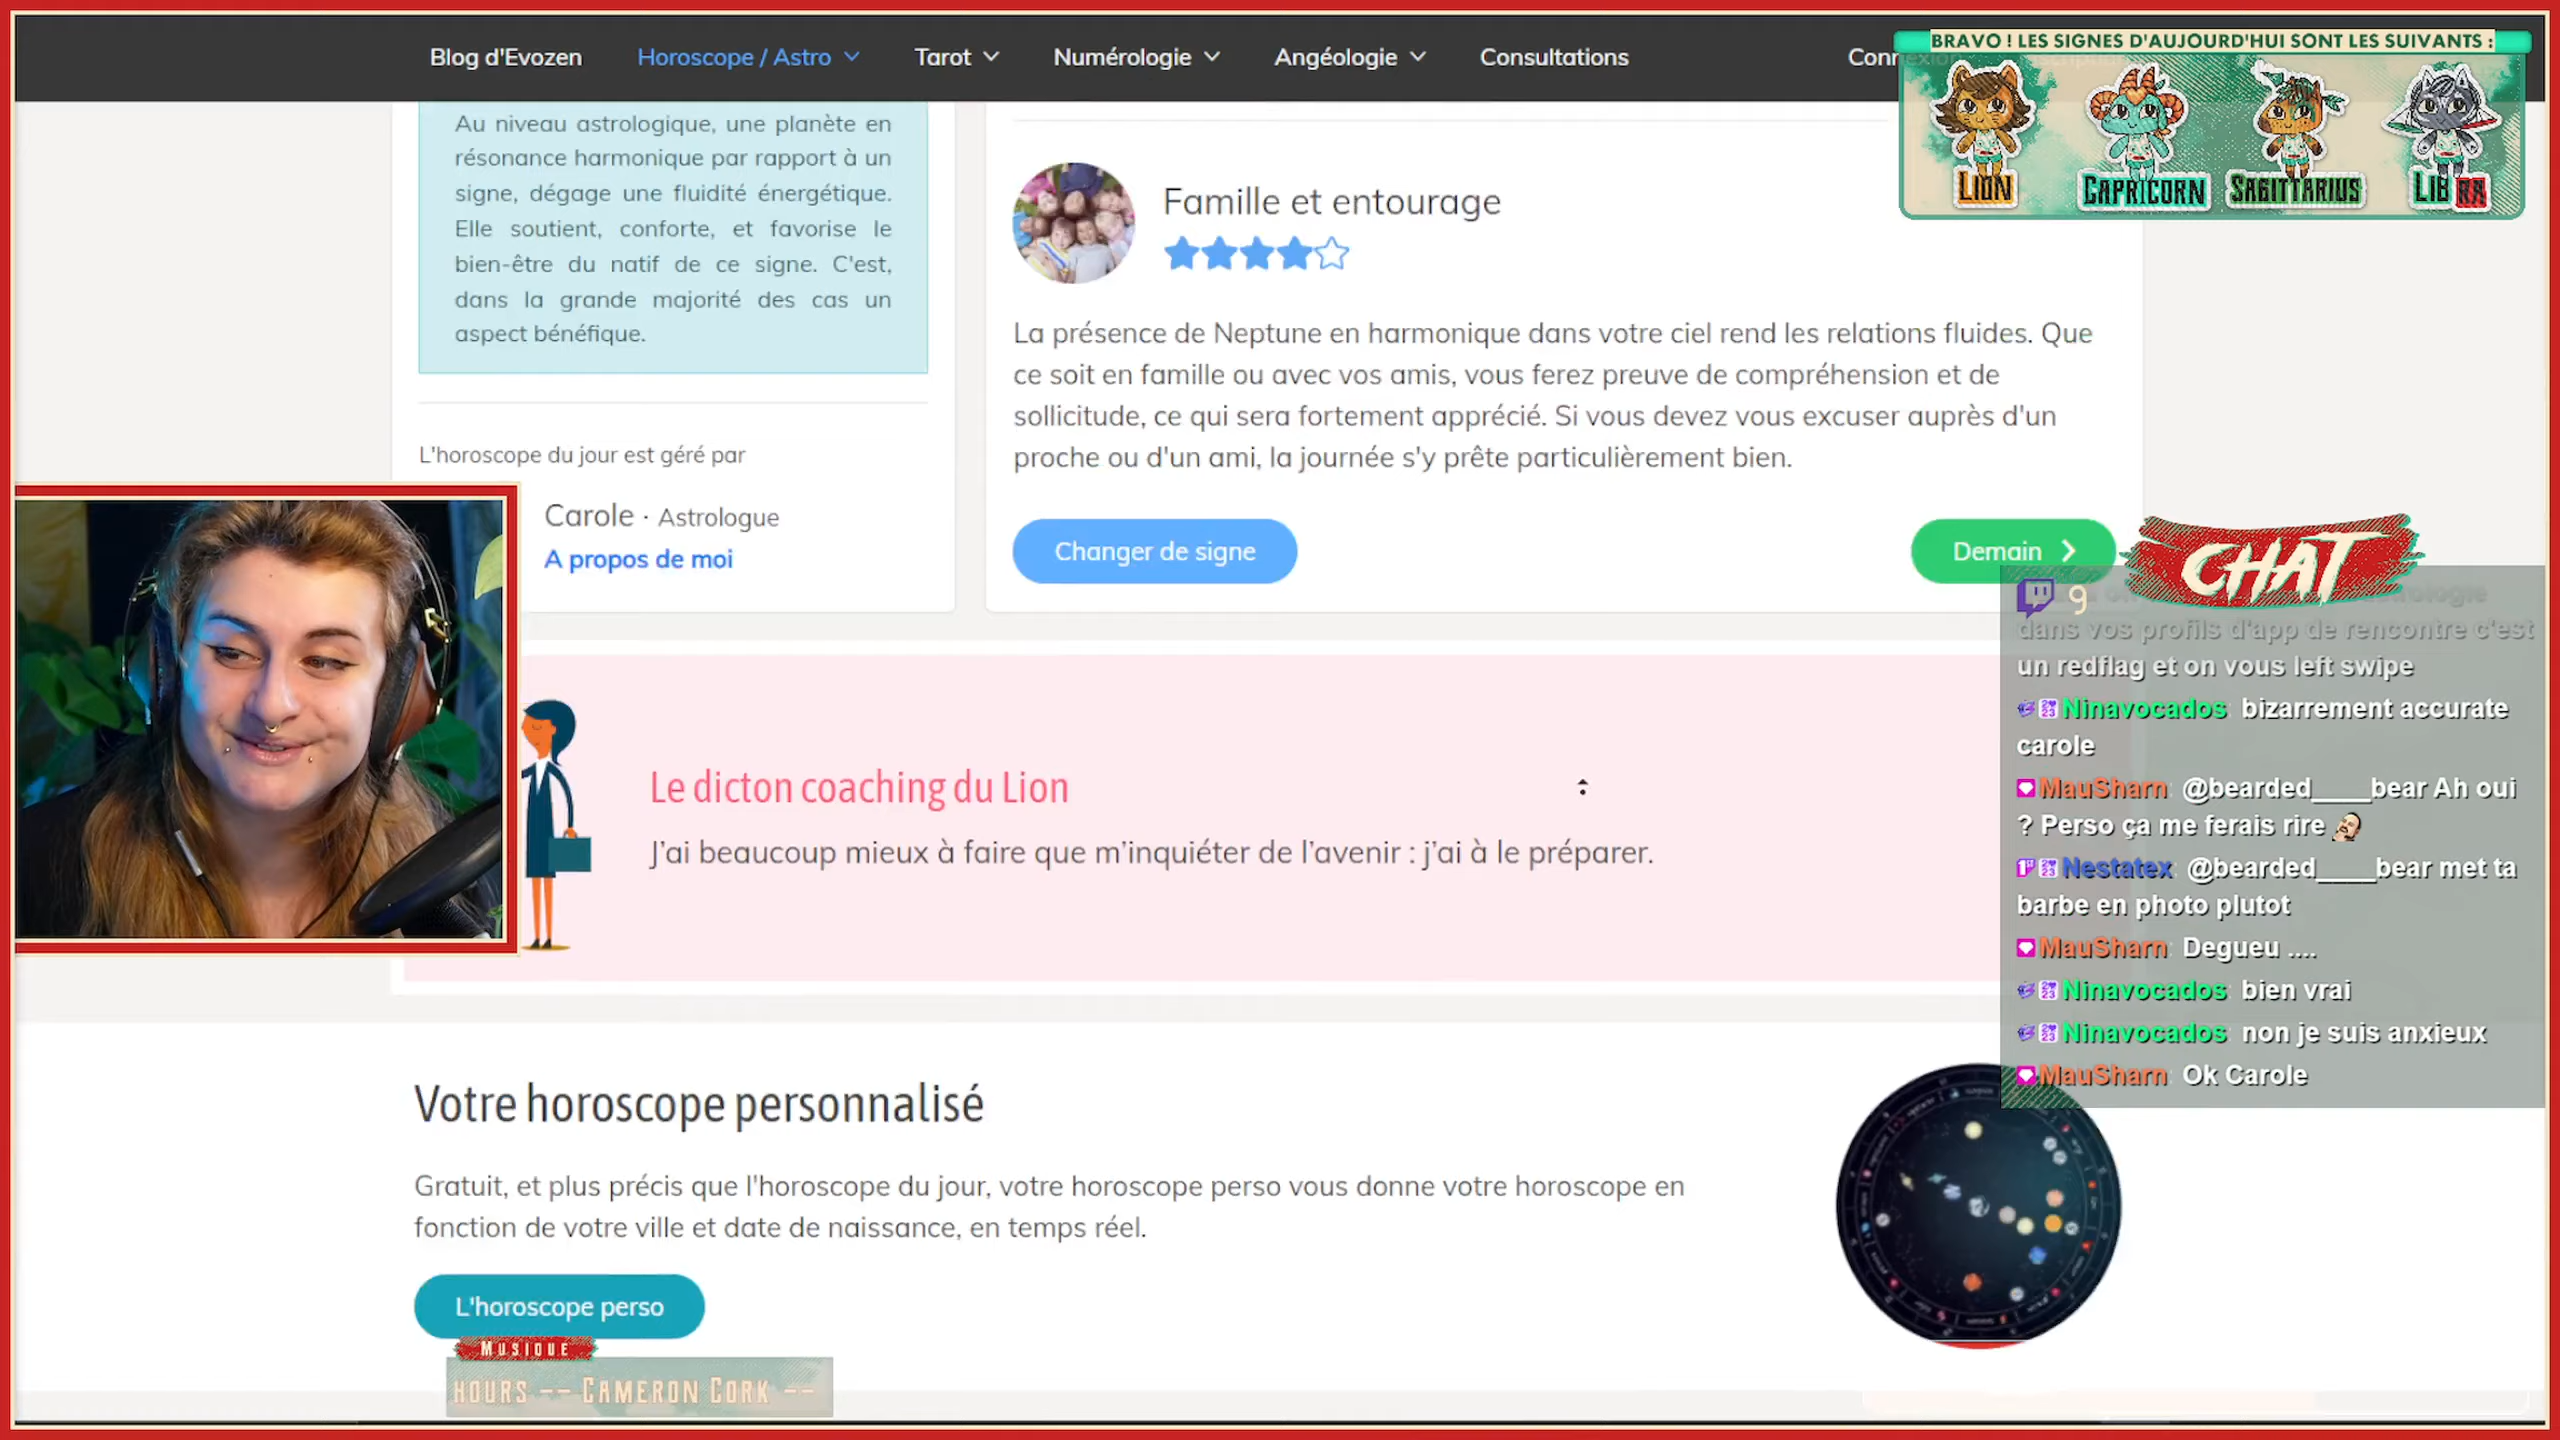 Blog d'Evozen
Horoscope / Astro
Tarot
Numérologie
Angéologie
Consultations
BRAVO ! LES SIGNES D'AUJOURD'HUI SONT LES SUIVANTS :
LION
CAPRICORN
SAGITTARIUS
LIBRA
Au niveau astrologique, une planète en
résonance harmonique par rapport à un
signe, dégage une fluidité énergétique.
Elle soutient, conforte, et favorise le
bien-être du natif de ce signe. C'est,
dans la grande majorité des cas un
aspect bénéfique.
L'horoscope du jour est géré par
Carole · Astrologue
A propos de moi
Famille et entourage
La présence de Neptune en harmonique dans votre ciel rend les relations fluides. Que
ce soit en famille ou avec vos amis, vous ferez preuve de compréhension et de
sollicitude, ce qui sera fortement apprécié. Si vous devez vous excuser auprès d'un
proche ou d'un ami, la journée s'y prête particulièrement bien.
Changer de signe
Demain
CHAT
9
dans vos profils d'app de rencontre c'est
un redflag et on vous left swipe
Ninavocados bizarrement accurate
carole
MauSharn: @bearded____bear Ah oui
? Perso ça me ferais rire
Nestatex: @bearded____bear met ta
barbe en photo plutot
MauSharn: Degueu ....
Ninavocados bien vrai
Ninavocados non je suis anxieux
MauSharn: Ok Carole
Le dicton coaching du Lion
J'ai beaucoup mieux à faire que m'inquiéter de l'avenir : j'ai à le préparer.
Votre horoscope personnalisé
Gratuit, et plus précis que l'horoscope du jour, votre horoscope perso vous donne votre horoscope en
fonction de votre ville et date de naissance, en temps réel.
L'horoscope perso
MUSIQUE
HOURS -- CAMERON CORK --